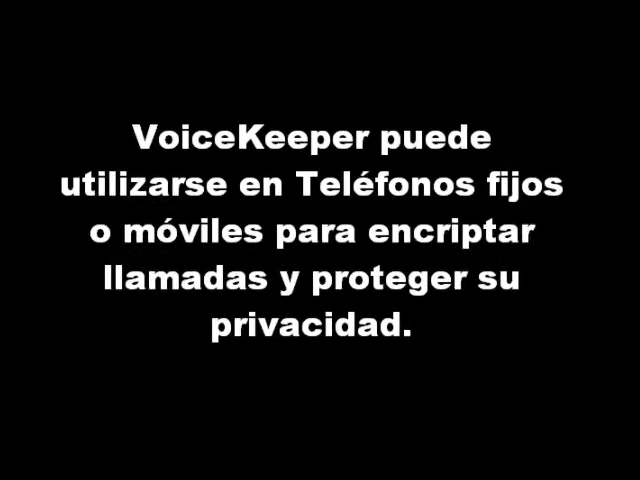 VoiceKeeper puede
utilizarse en Teléfonos fijos
o móviles para encriptar
llamadas y proteger su
privacidad.